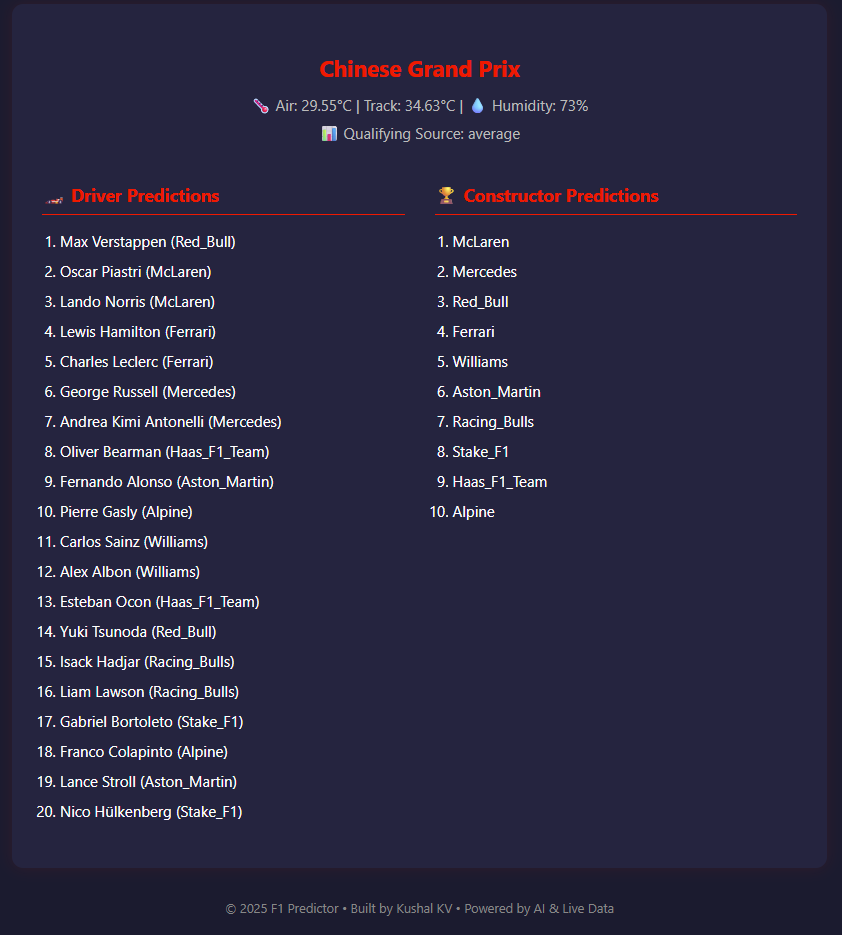 Chinese Grand Prix
🌡️ Air: 29.55°C | Track: 34.63°C | 💧 Humidity: 73%
📊 Qualifying Source: average
🏎️ Driver Predictions
1. Max Verstappen (Red_Bull)
2. Oscar Piastri (McLaren)
3. Lando Norris (McLaren)
4. Lewis Hamilton (Ferrari)
5. Charles Leclerc (Ferrari)
6. George Russell (Mercedes)
7. Andrea Kimi Antonelli (Mercedes)
8. Oliver Bearman (Haas_F1_Team)
9. Fernando Alonso (Aston_Martin)
10. Pierre Gasly (Alpine)
11. Carlos Sainz (Williams)
12. Alex Albon (Williams)
13. Esteban Ocon (Haas_F1_Team)
14. Yuki Tsunoda (Red_Bull)
15. Isack Hadjar (Racing_Bulls)
16. Liam Lawson (Racing_Bulls)
17. Gabriel Bortoleto (Stake_F1)
18. Franco Colapinto (Alpine)
19. Lance Stroll (Aston_Martin)
20. Nico Hülkenberg (Stake_F1)
🏆 Constructor Predictions
1. McLaren
2. Mercedes
3. Red_Bull
4. Ferrari
5. Williams
6. Aston_Martin
7. Racing_Bulls
8. Stake_F1
9. Haas_F1_Team
10. Alpine
© 2025 F1 Predictor • Built by Kushal KV • Powered by AI & Live Data